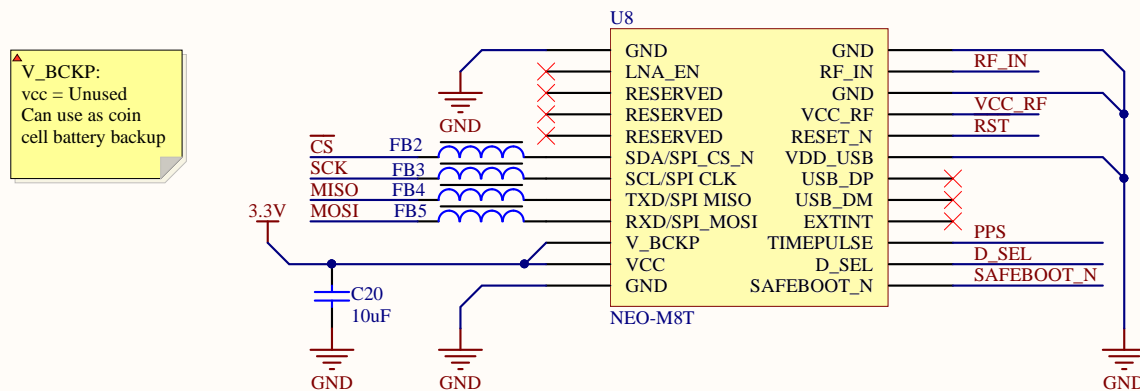 U8
V_BCKP:
vcc = Unused
Can use as coin
cell battery backup
GND
LNA_EN
RESERVED
RESERVED
RESERVED
SDA/SPI_CS_N
SCL/SPI CLK
TXD/SPI MISO
RXD/SPI_MOSI
V_BCKP
VCC
GND
GND
RF_IN
GND
VCC_RF
RESET_N
VDD_USB
USB_DP
USB_DM
EXTINT
TIMEPULSE
D_SEL
SAFEBOOT_N
NEO-M8T
GND
CS
SCK
MISO
MOSI
FB2
FB3
FB4
FB5
3.3V
C20
10uF
GND
GND
RF_IN
VCC_RF
RST
PPS
D_SEL
SAFEBOOT_N
GND